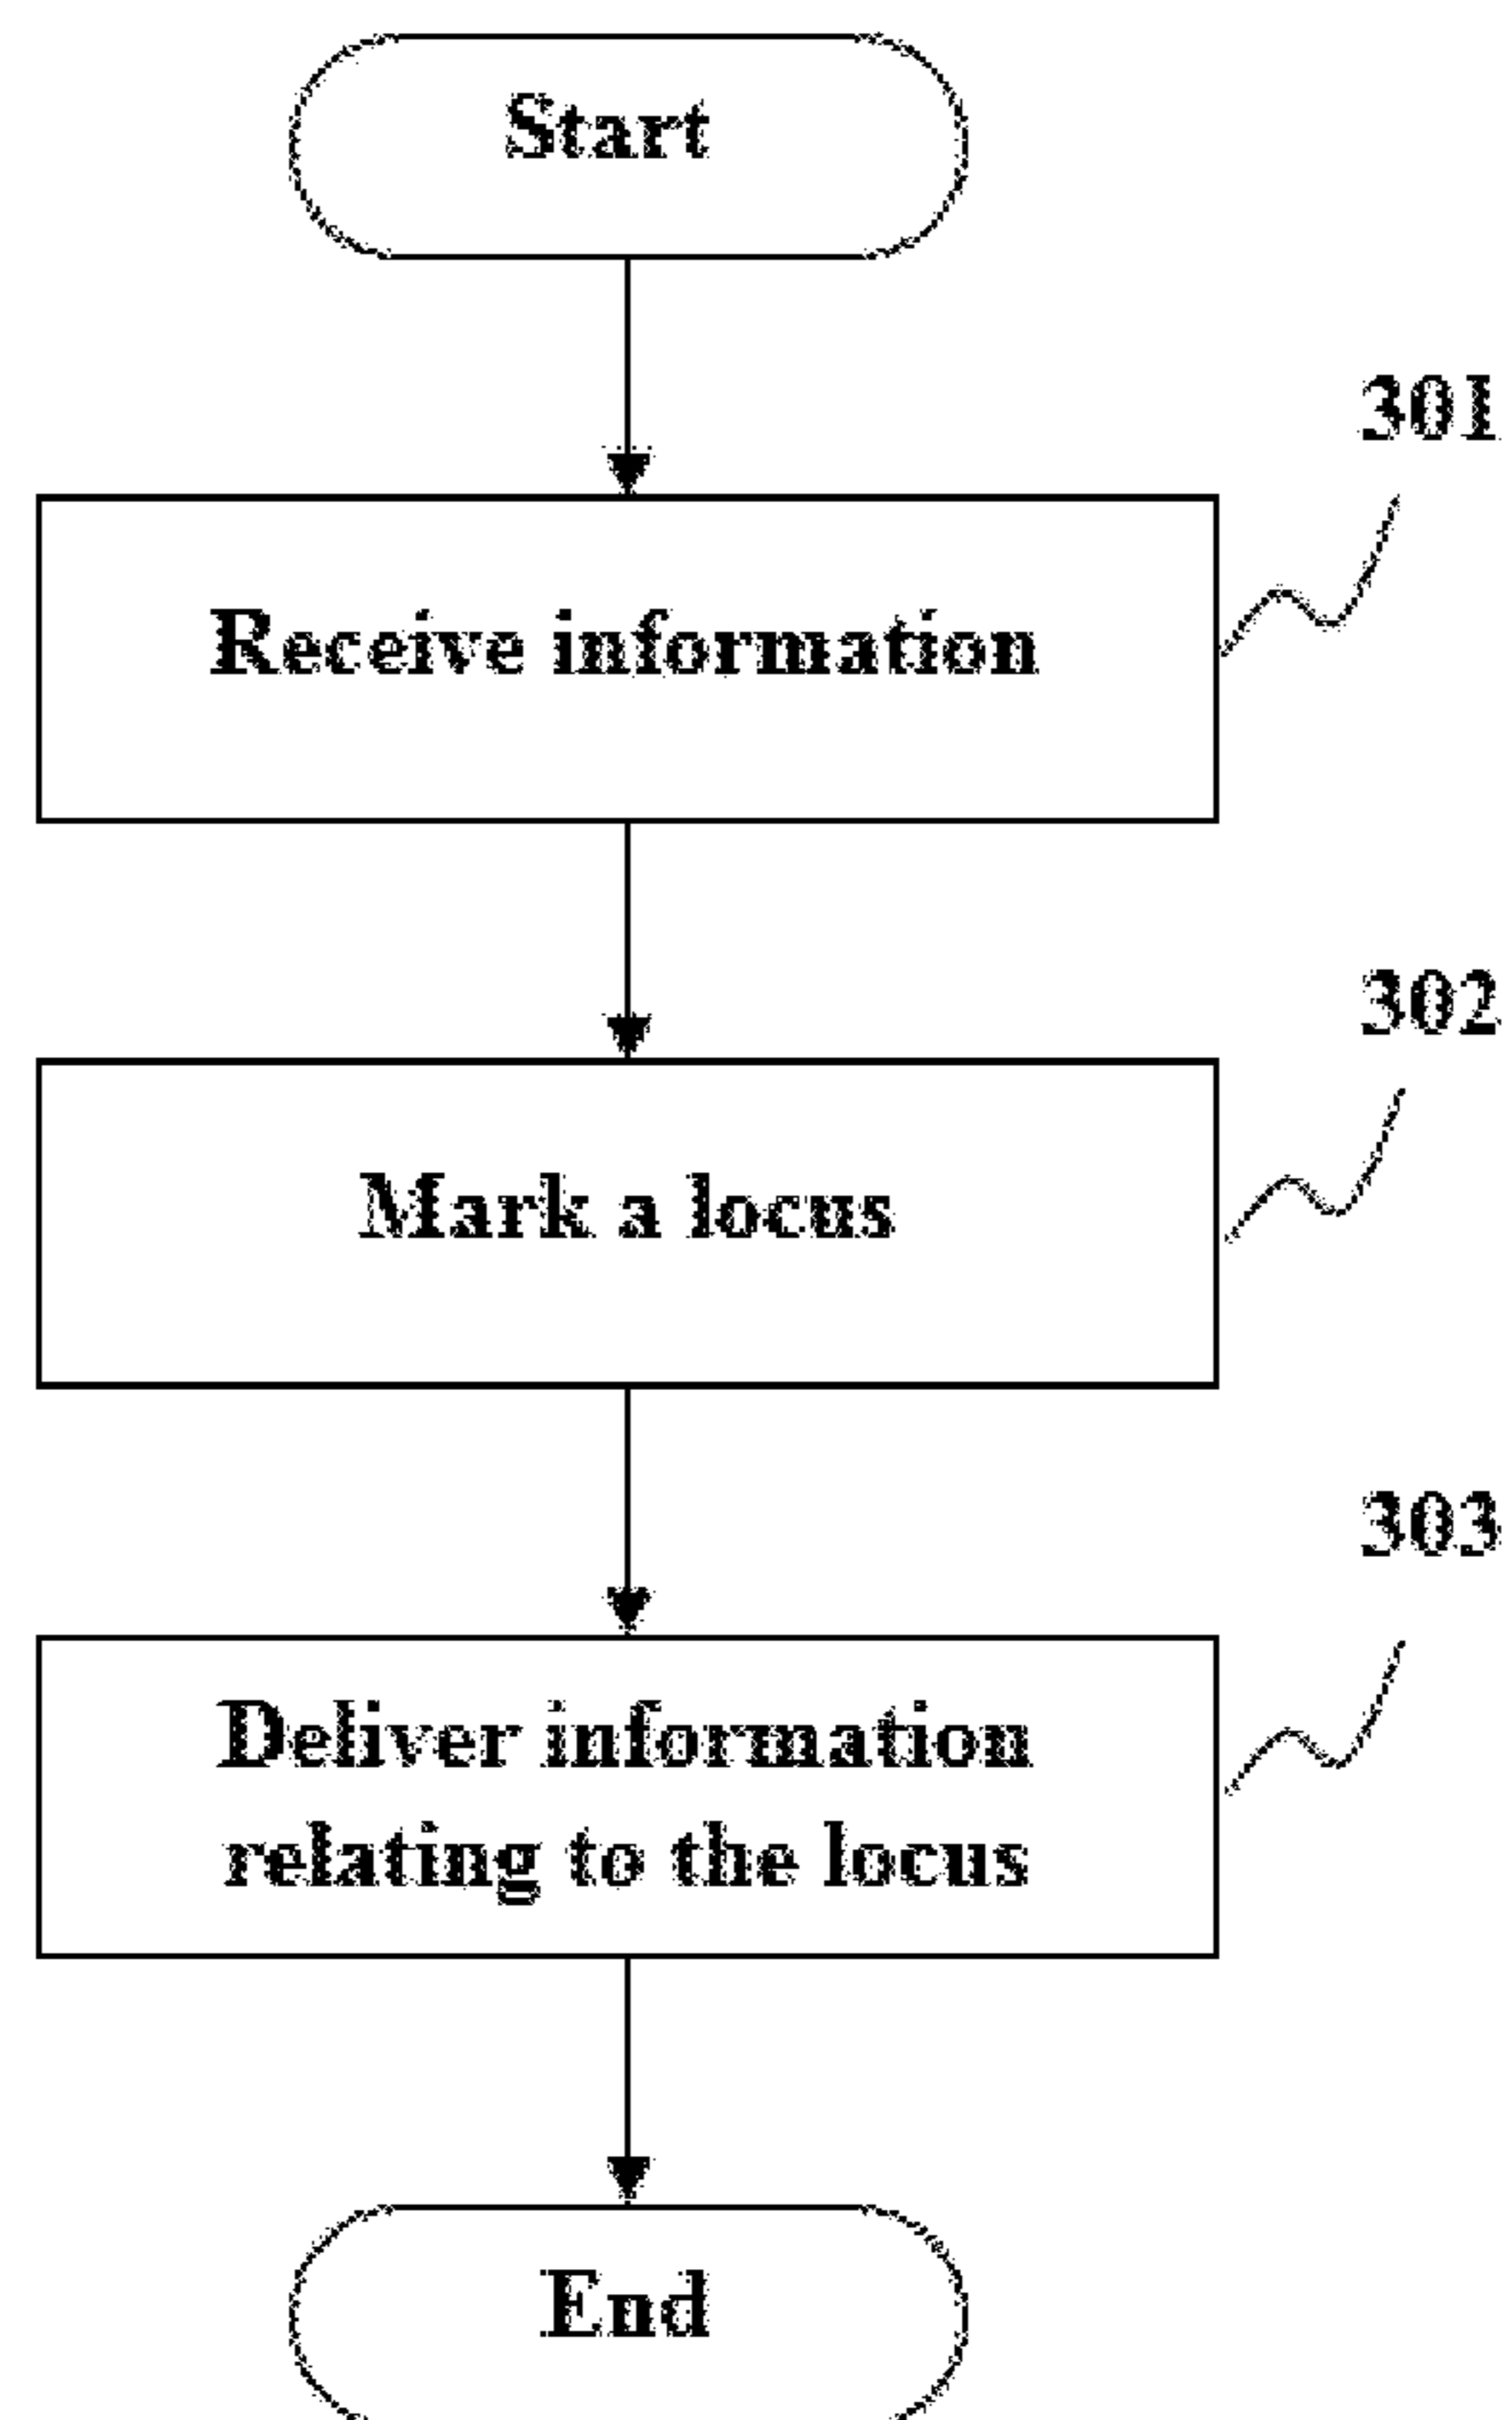 Start
301
Receive information
302
Mark a locus
303
Deliver information
relating to the locus
End